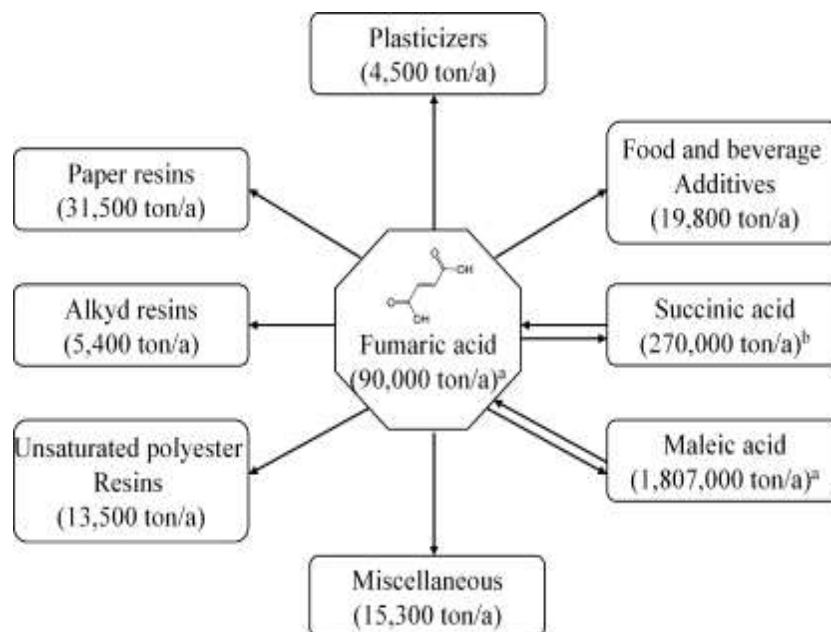 Plasticizers
(4,500 ton/a)
Paper resins
(31,500 ton/a)
Food and beverage
Additives
(19,800 ton/a)
O
OH
O
OH
Fumaric acid
(90,000 ton/a)ª
Alkyd resins
(5,400 ton/a)
Succinic acid
(270,000 ton/a)ᵇ
Unsaturated polyester
Resins
(13,500 ton/a)
Maleic acid
(1,807,000 ton/a)ª
Miscellaneous
(15,300 ton/a)